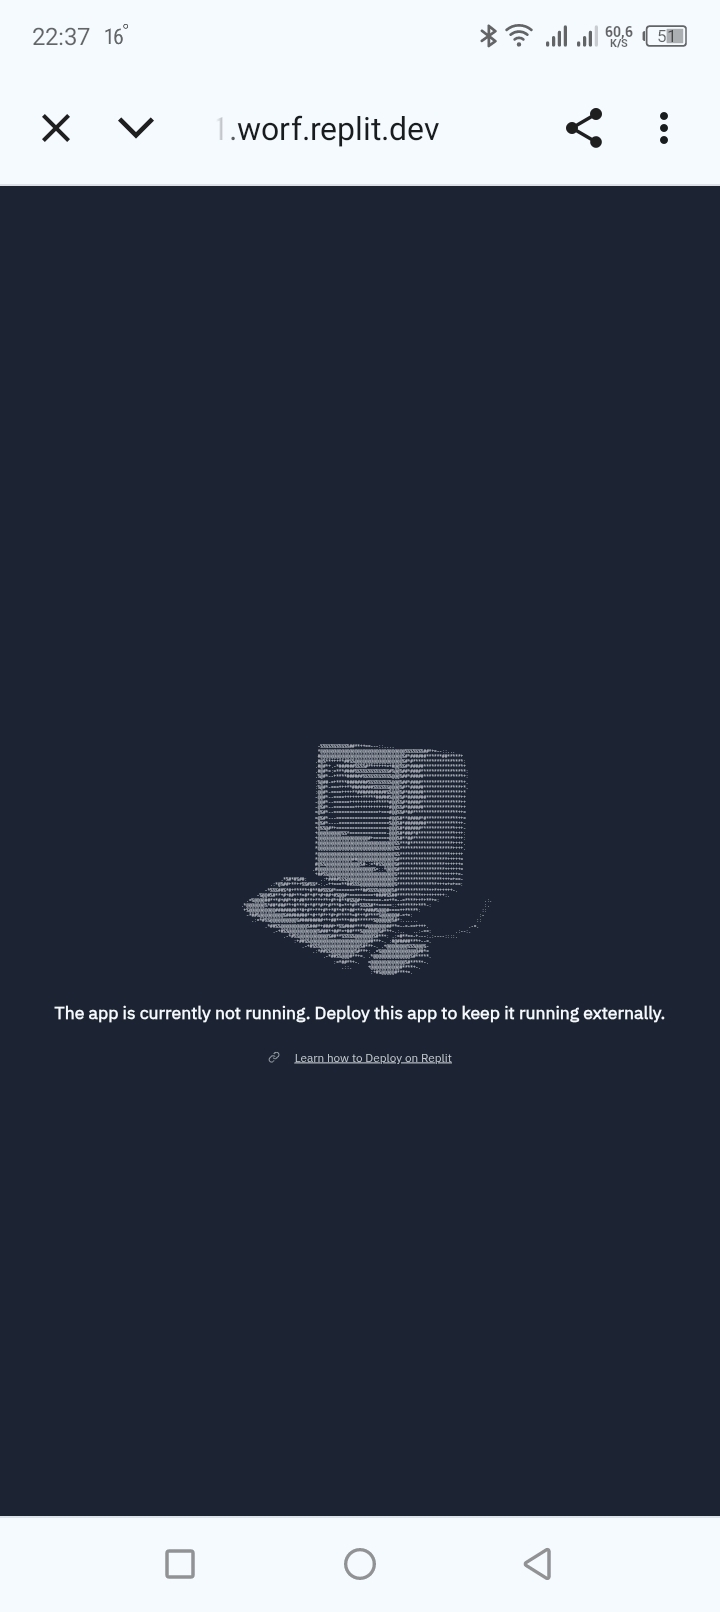 22:37 16°
60,6
K/S
51
1.worf.replit.dev
The app is currently not running. Deploy this app to keep it running externally.
Learn how to Deploy on Replit